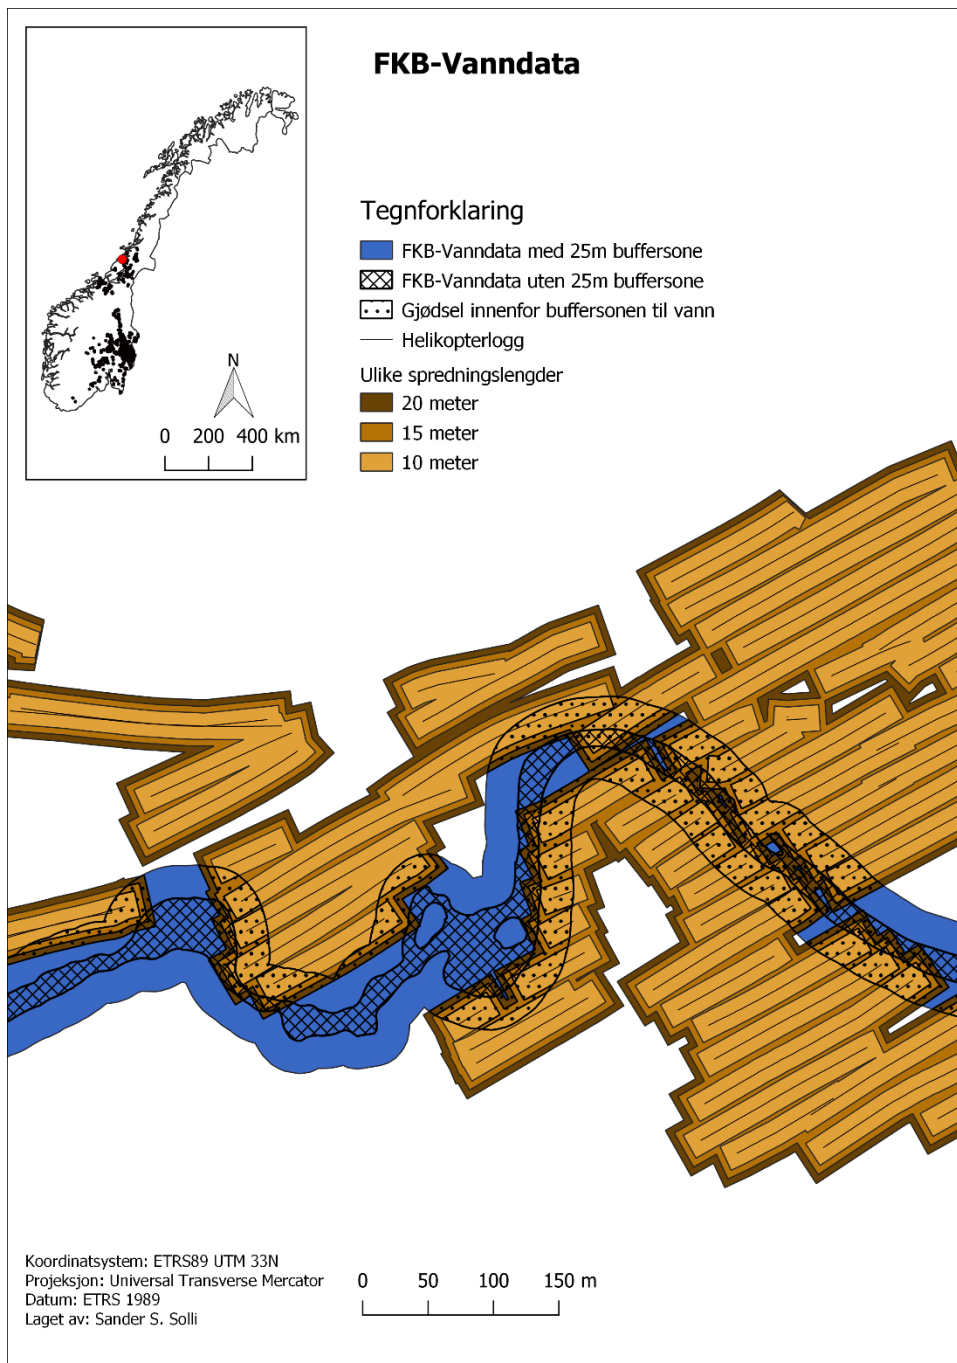 FKB-Vanndata
N
0 200 400 km
Tegnforklaring
FKB-Vanndata med 25m buffersone
FKB-Vanndata uten 25m buffersone
Gjødsel innenfor buffersonen til vann
Helikopterlogg
Ulike spredningslengder
20 meter
15 meter
10 meter
Koordinatsystem: ETRS89 UTM 33N
Projeksjon: Universal Transverse Mercator
Datum: ETRS 1989
Laget av: Sander S. Solli
0 50 100 150 m